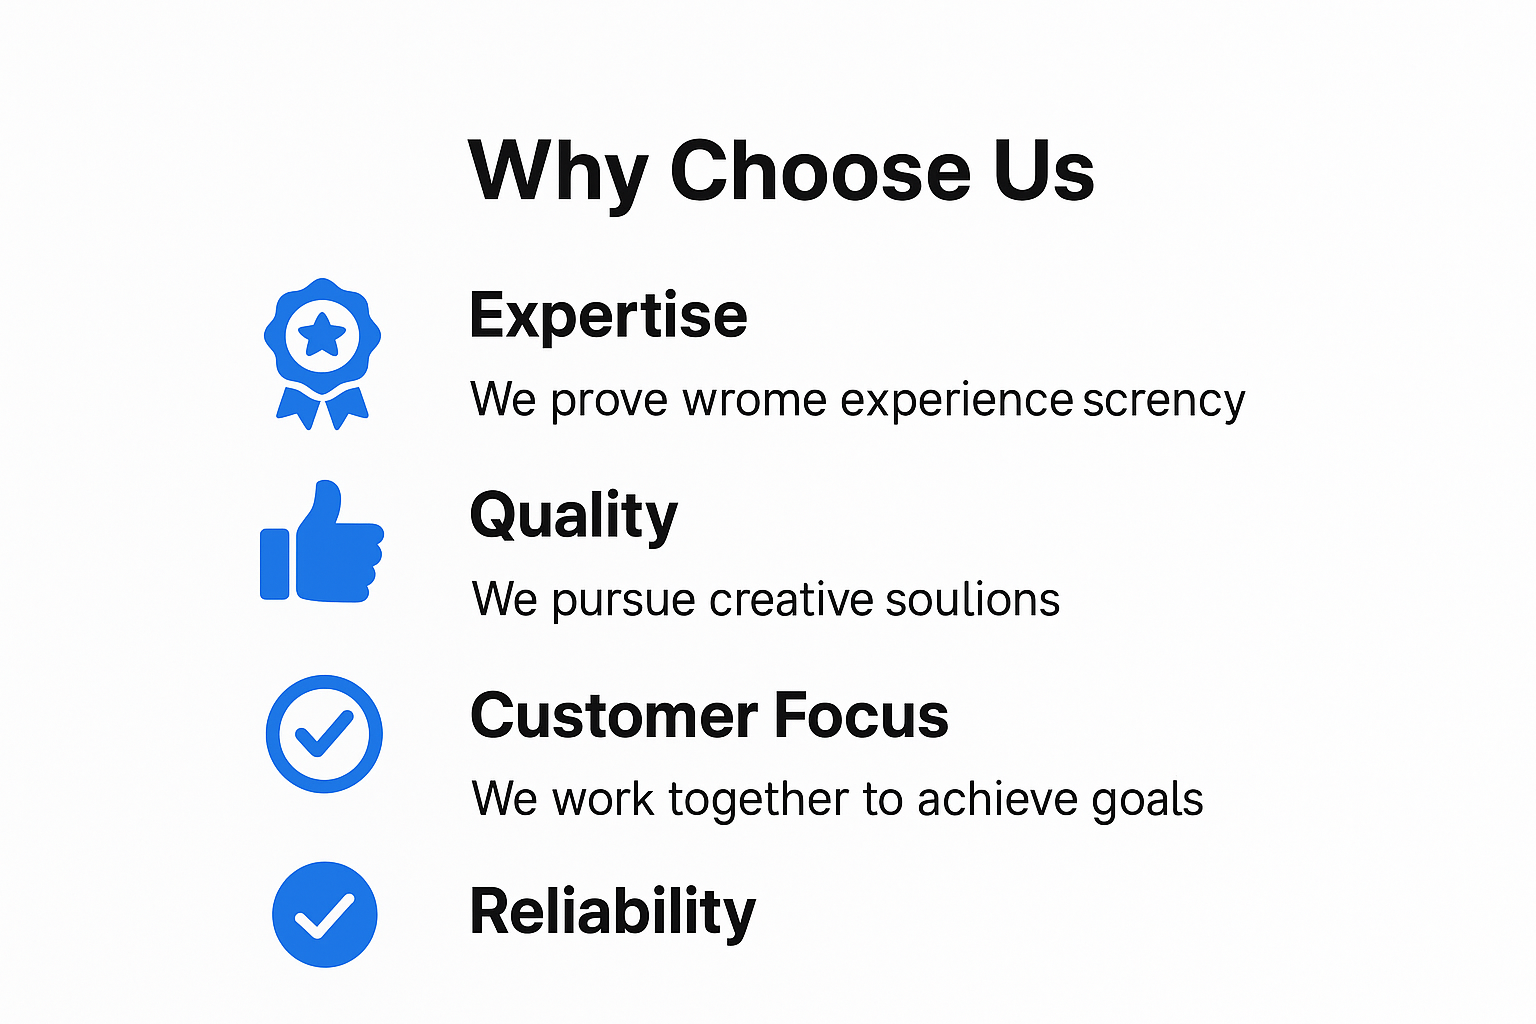 Why Choose Us
Expertise
We prove wrome experience scrency
Quality
We pursue creative soulions
Customer Focus
We work together to achieve goals
Reliability